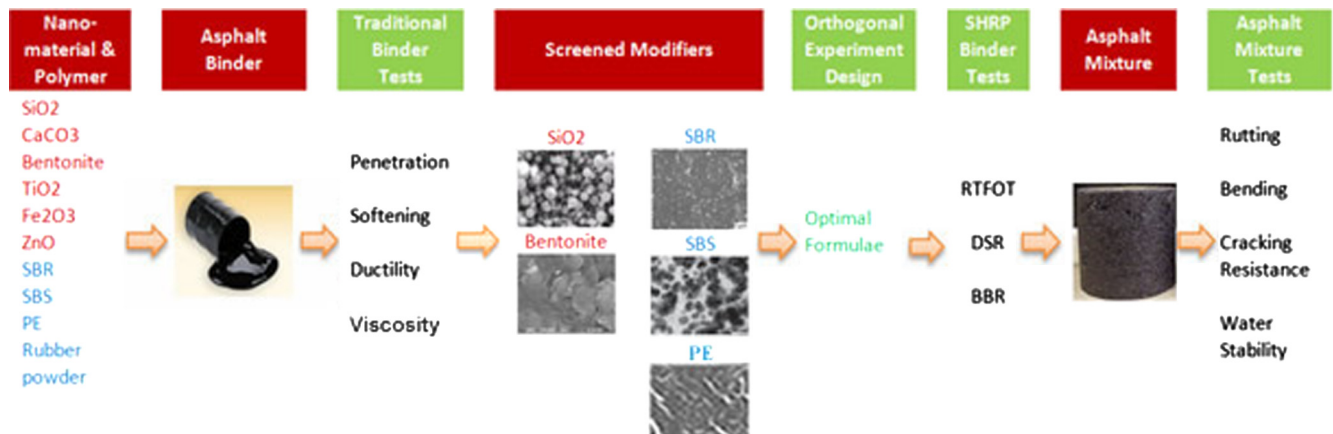 Nano-
material &
Polymer
Asphalt
Binder
Traditional
Binder
Tests
Screened Modifiers
Orthogonal
Experiment
Design
SHRP
Binder
Tests
Asphalt
Mixture
Asphalt
Mixture
Tests
SiO2
CaCO3
Bentonite
TiO2
Fe2O3
ZnO
SBR
SBS
PE
Rubber
powder
Penetration
Softening
Ductility
Viscosity
SiO2
Bentonite
SBR
SBS
PE
Optimal
Formulae
RTFOT
DSR
BBR
Rutting
Bending
Cracking
Resistance
Water
Stability